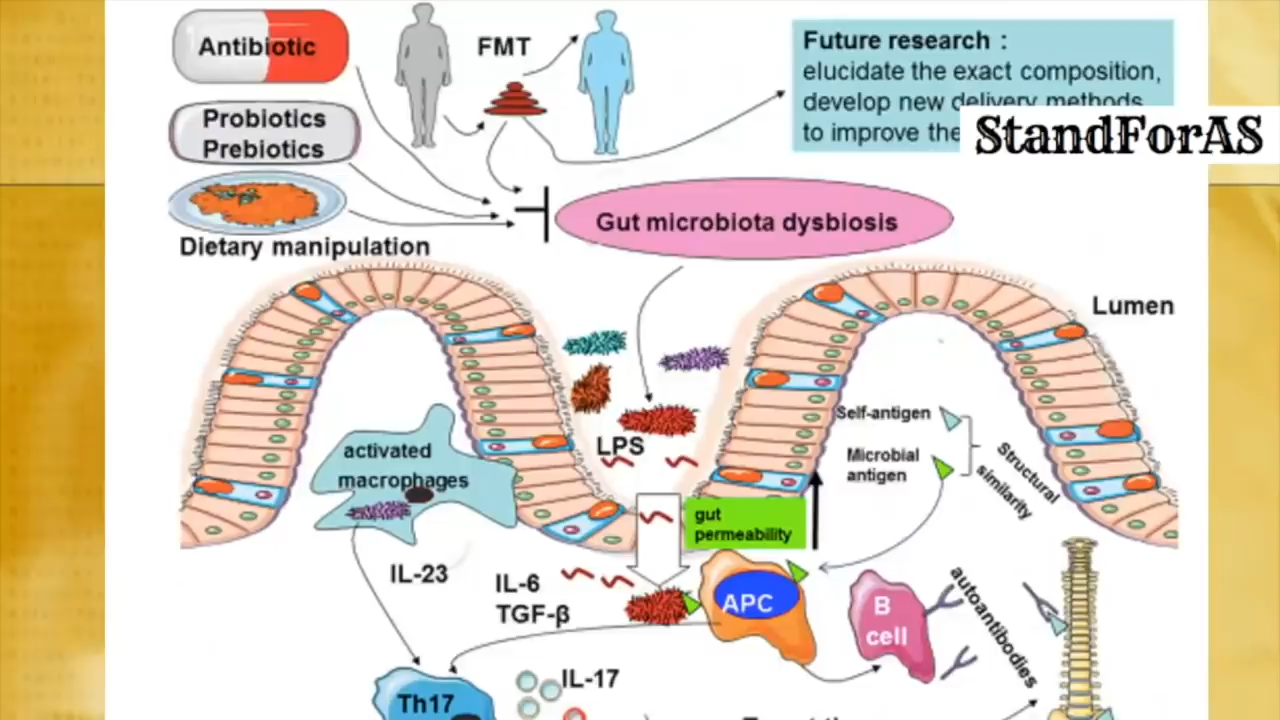 Antibiotic
FMT
Future research :
elucidate the exact composition,
develop new delivery methods
to improve the
StandForAS
Probiotics
Prebiotics
Dietary manipulation
Gut microbiota dysbiosis
Lumen
Self-antigen
Microbial
antigen
Structural
similarity
LPS
activated
macrophages
gut
permeability
IL-23
IL-6
TGF-β
APC
B
cell
autoantibodies
Th17
IL-17